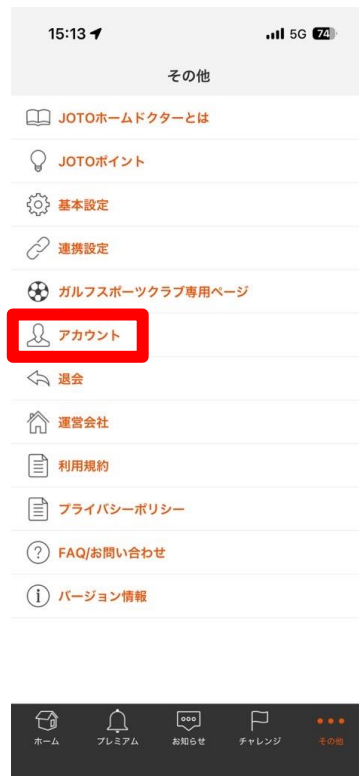 15:13
5G 74
その他
JOTOホームドクターとは
JOTOポイント
基本設定
連携設定
ガルフスポーツクラブ専用ページ
アカウント
退会
運営会社
利用規約
プライバシーポリシー
FAQ/お問い合わせ
バージョン情報
ホーム
プレミアム
お知らせ
チャレンジ
その他